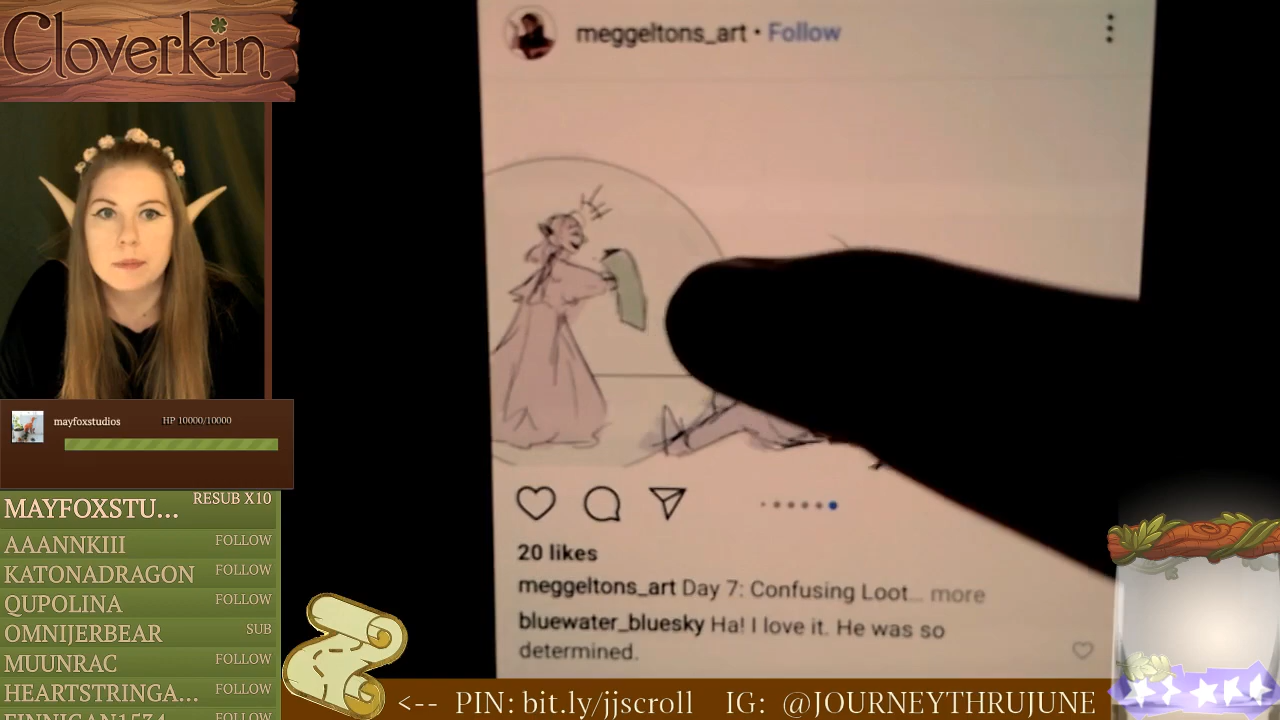 Cloverkin
meggeltons_art • Follow
mayfoxstudios HP 10000/10000
MAYFOXSTU... RESUB X10
AAANNKIII FOLLOW
KATONADRAGON FOLLOW
QUPOLINA FOLLOW
OMNIJERBEAR SUB
MUUNRAC FOLLOW
HEARTSTRINGA... FOLLOW
FINNIGAN1574 FOLLOW
20 likes
meggeltons_art Day 7: Confusing Loot... more
bluewater_bluesky Ha! I love it. He was so
determined.
<-- PIN: bit.ly/jjscroll IG: @JOURNEYTHRUJUNE